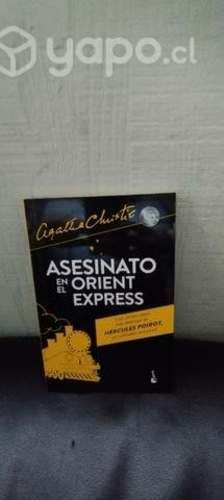 yapo.cl
Agatha Christie
ASESINATO
EN EL ORIENT
EXPRESS
HÉRCULES POIROT,